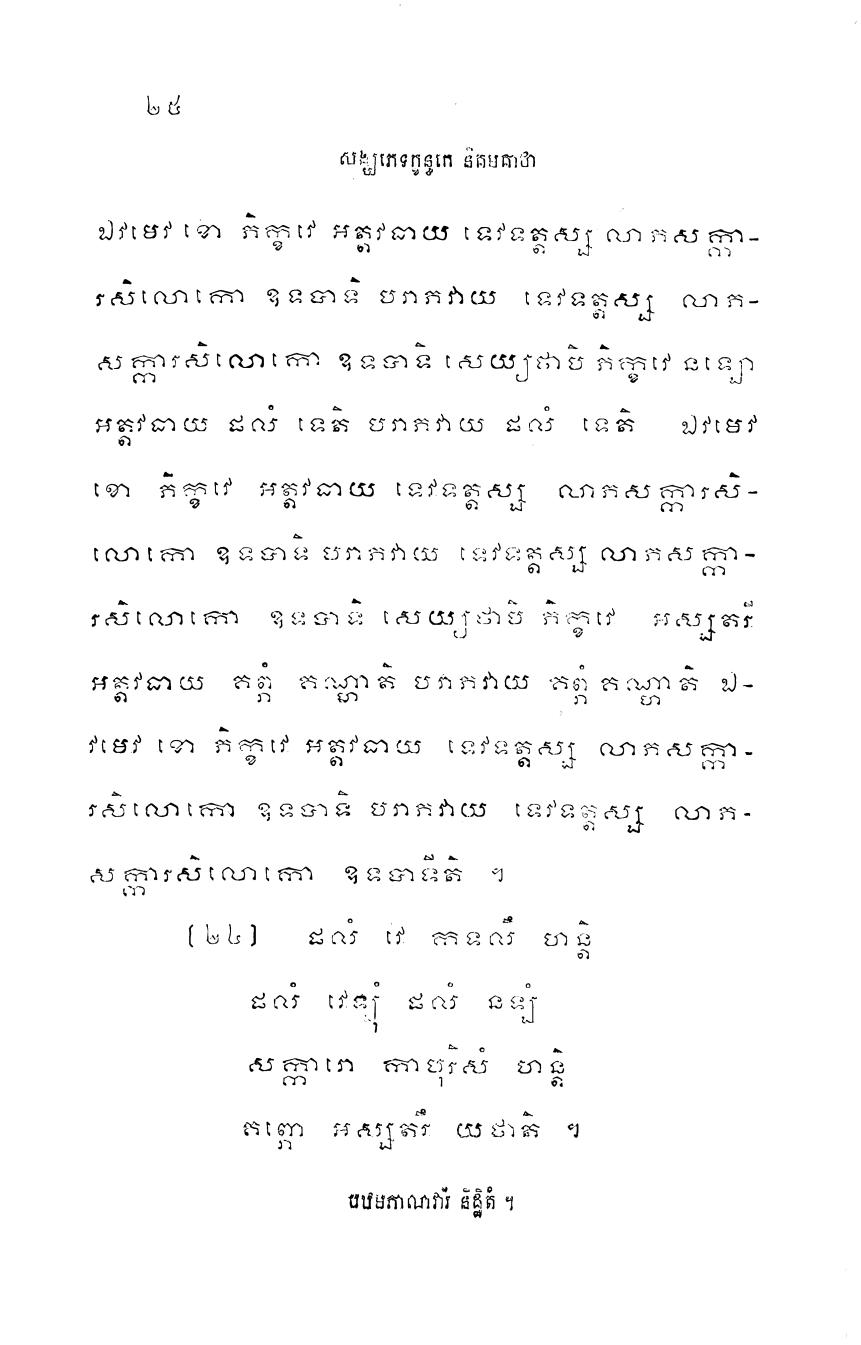 ២៥
សង្ឃភេទក្ខន្ធកេ និគមគាថា
ឯវមេវ ខោ ភិក្ខវេ អត្តវធាយ ទេវទត្តស្ស លាភសក្កា-
រសិលោកោ ឧទបាទិ បរាភវាយ ទេវទត្តស្ស លាភ-
សក្ការសិលោកោ ឧទបាទិ សេយ្យថាបិ ភិក្ខវេ នឡោ
អត្តវធាយ ផលំ ទេតិ បរាភវាយ ផលំ ទេតិ ឯវមេវ
ខោ ភិក្ខវេ អត្តវធាយ ទេវទត្តស្ស លាភសក្ការសិ-
លោកោ ឧទបាទិ បរាភវាយ ទេវទត្តស្ស លាភសក្កា-
រសិលោកោ ឧទបាទិ សេយ្យថាបិ ភិក្ខវេ អស្សតរី
អត្តវធាយ គព្ភំ គណ្ហាតិ បរាភវាយ គព្ភំ គណ្ហាតិ ឯ-
វមេវ ខោ ភិក្ខវេ អត្តវធាយ ទេវទត្តស្ស លាភសក្កា-
រសិលោកោ ឧទបាទិ បរាភវាយ ទេវទត្តស្ស លាភ-
សក្ការសិលោកោ ឧទបាទីតិ ។
(២៤) ផលំ វេ កទលឹ ហន្តិ
ផលំ វេឡុំ ផលំ នឡំ
សក្ការោ កាបុរិសំ ហន្តិ
គព្ភោ អស្សតរឹ យថាតិ ។
បឋមភាណវារំ និដ្ឋិតំ ។